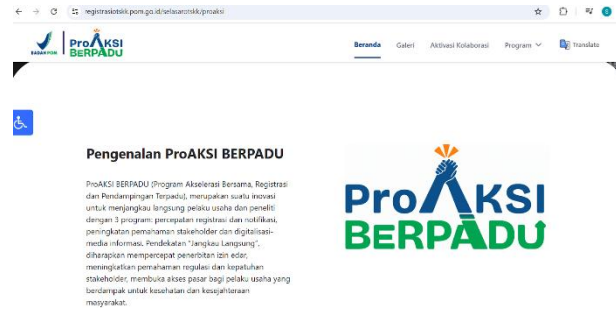 registrasiotskk.pom.go.id/selasarotskk/proaksi
BADAN POM
ProAKSI
BERPADU
Beranda Galeri Aktivasi Kolaborasi Program Translate
Pengenalan ProAKSI BERPADU
ProAKSI BERPADU (Program Akselerasi Bersama, Registrasi
dan Pendampingan Terpadu), merupakan suatu inovasi
untuk menjangkau langsung pelaku usaha dan peneliti
dengan 3 program: percepatan registrasi dan notifikasi,
peningkatan pemahaman stakeholder dan digitalisasi-
media informasi. Pendekatan "Jangkau Langsung",
diharapkan mempercepat penerbitan izin edar,
meningkatkan pemahaman regulasi dan kepatuhan
stakeholder, membuka akses pasar bagi pelaku usaha yang
berdampak untuk kesehatan dan kesejahteraan
masyarakat.
ProAKSI
BERPADU